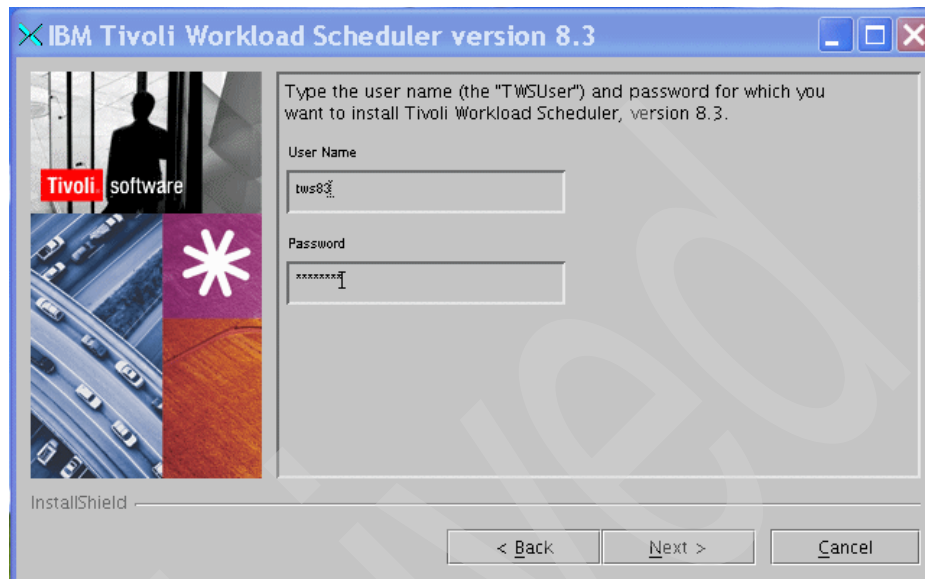 IBM Tivoli Workload Scheduler version 8.3
Type the user name (the "TWSUser") and password for which you
want to install Tivoli Workload Scheduler, version 8.3.
User Name
tws83
Password
********
Tivoli software
InstallShield
< Back
Next >
Cancel